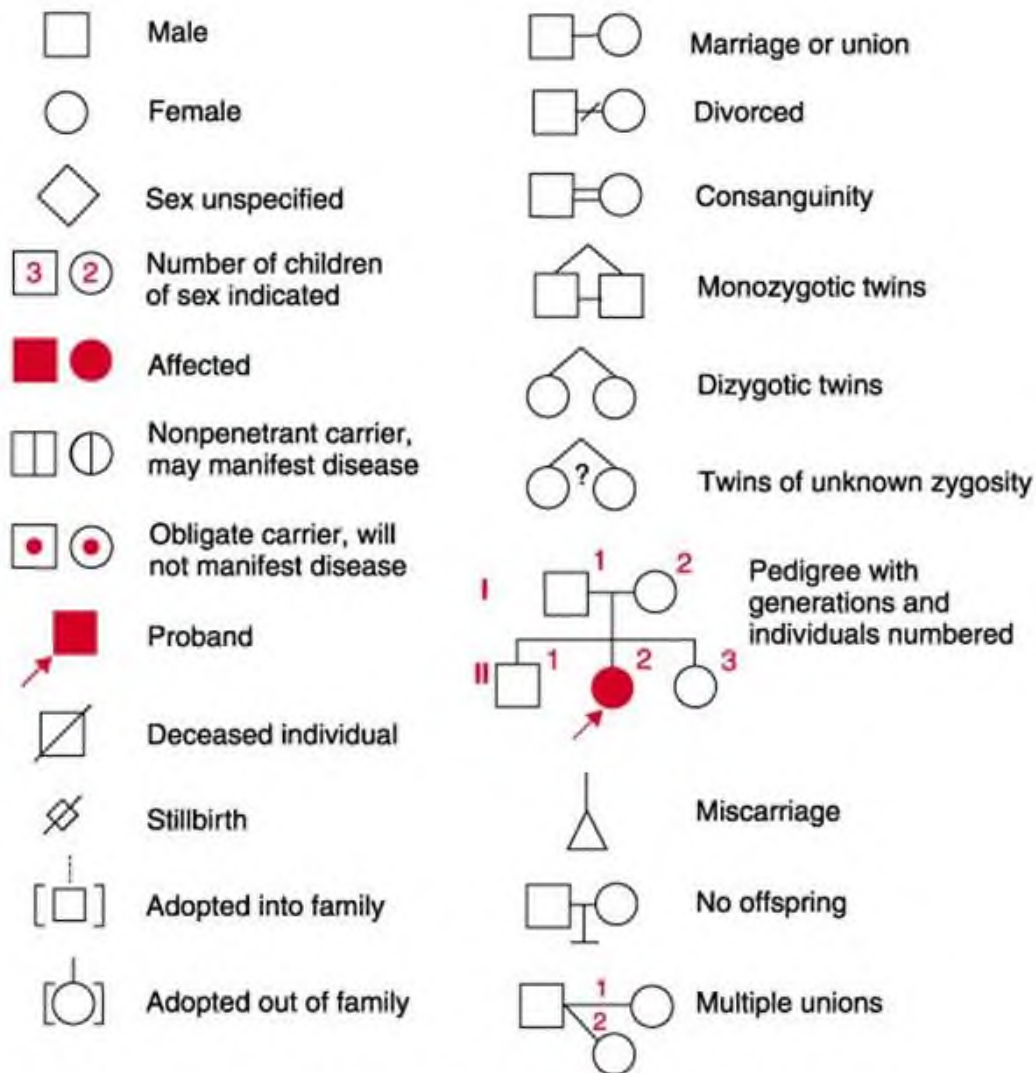 Male
Female
Sex unspecified
3 2
Number of children
of sex indicated
Affected
Nonpenetrant carrier,
may manifest disease
Obligate carrier, will
not manifest disease
Proband
Deceased individual
Stillbirth
Adopted into family
Adopted out of family
Marriage or union
Divorced
Consanguinity
Monozygotic twins
Dizygotic twins
?
Twins of unknown zygosity
I
1 2
II
1 2 3
Pedigree with
generations and
individuals numbered
Miscarriage
No offspring
1
2
Multiple unions